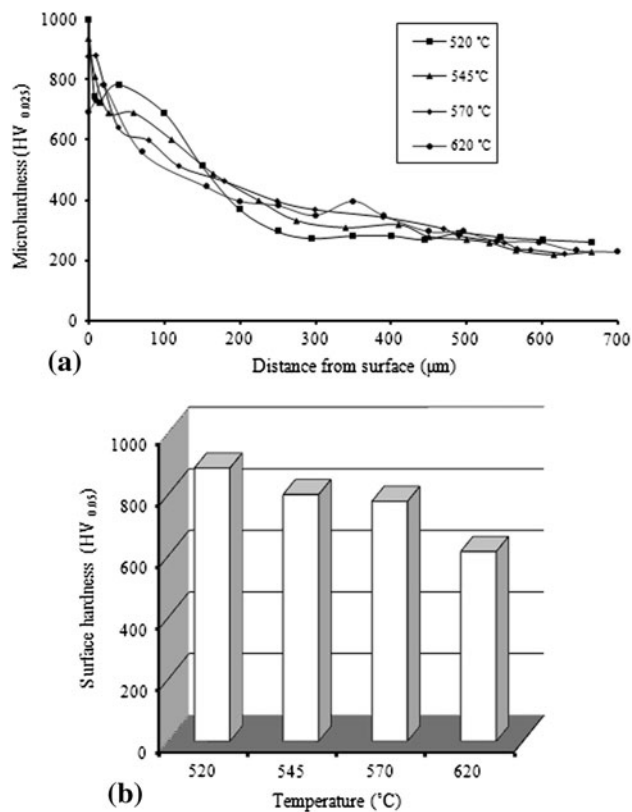 1000
800
600
400
200
0
Microhardness (HV 0.025)
520 °C
545°C
570 °C
620 °C
0 100 200 300 400 500 600 700
(a)
Distance from surface (µm)
1000
800
600
400
200
0
Surface hardness (HV 0.05)
520 545 570 620
(b)
Temperature (°C)